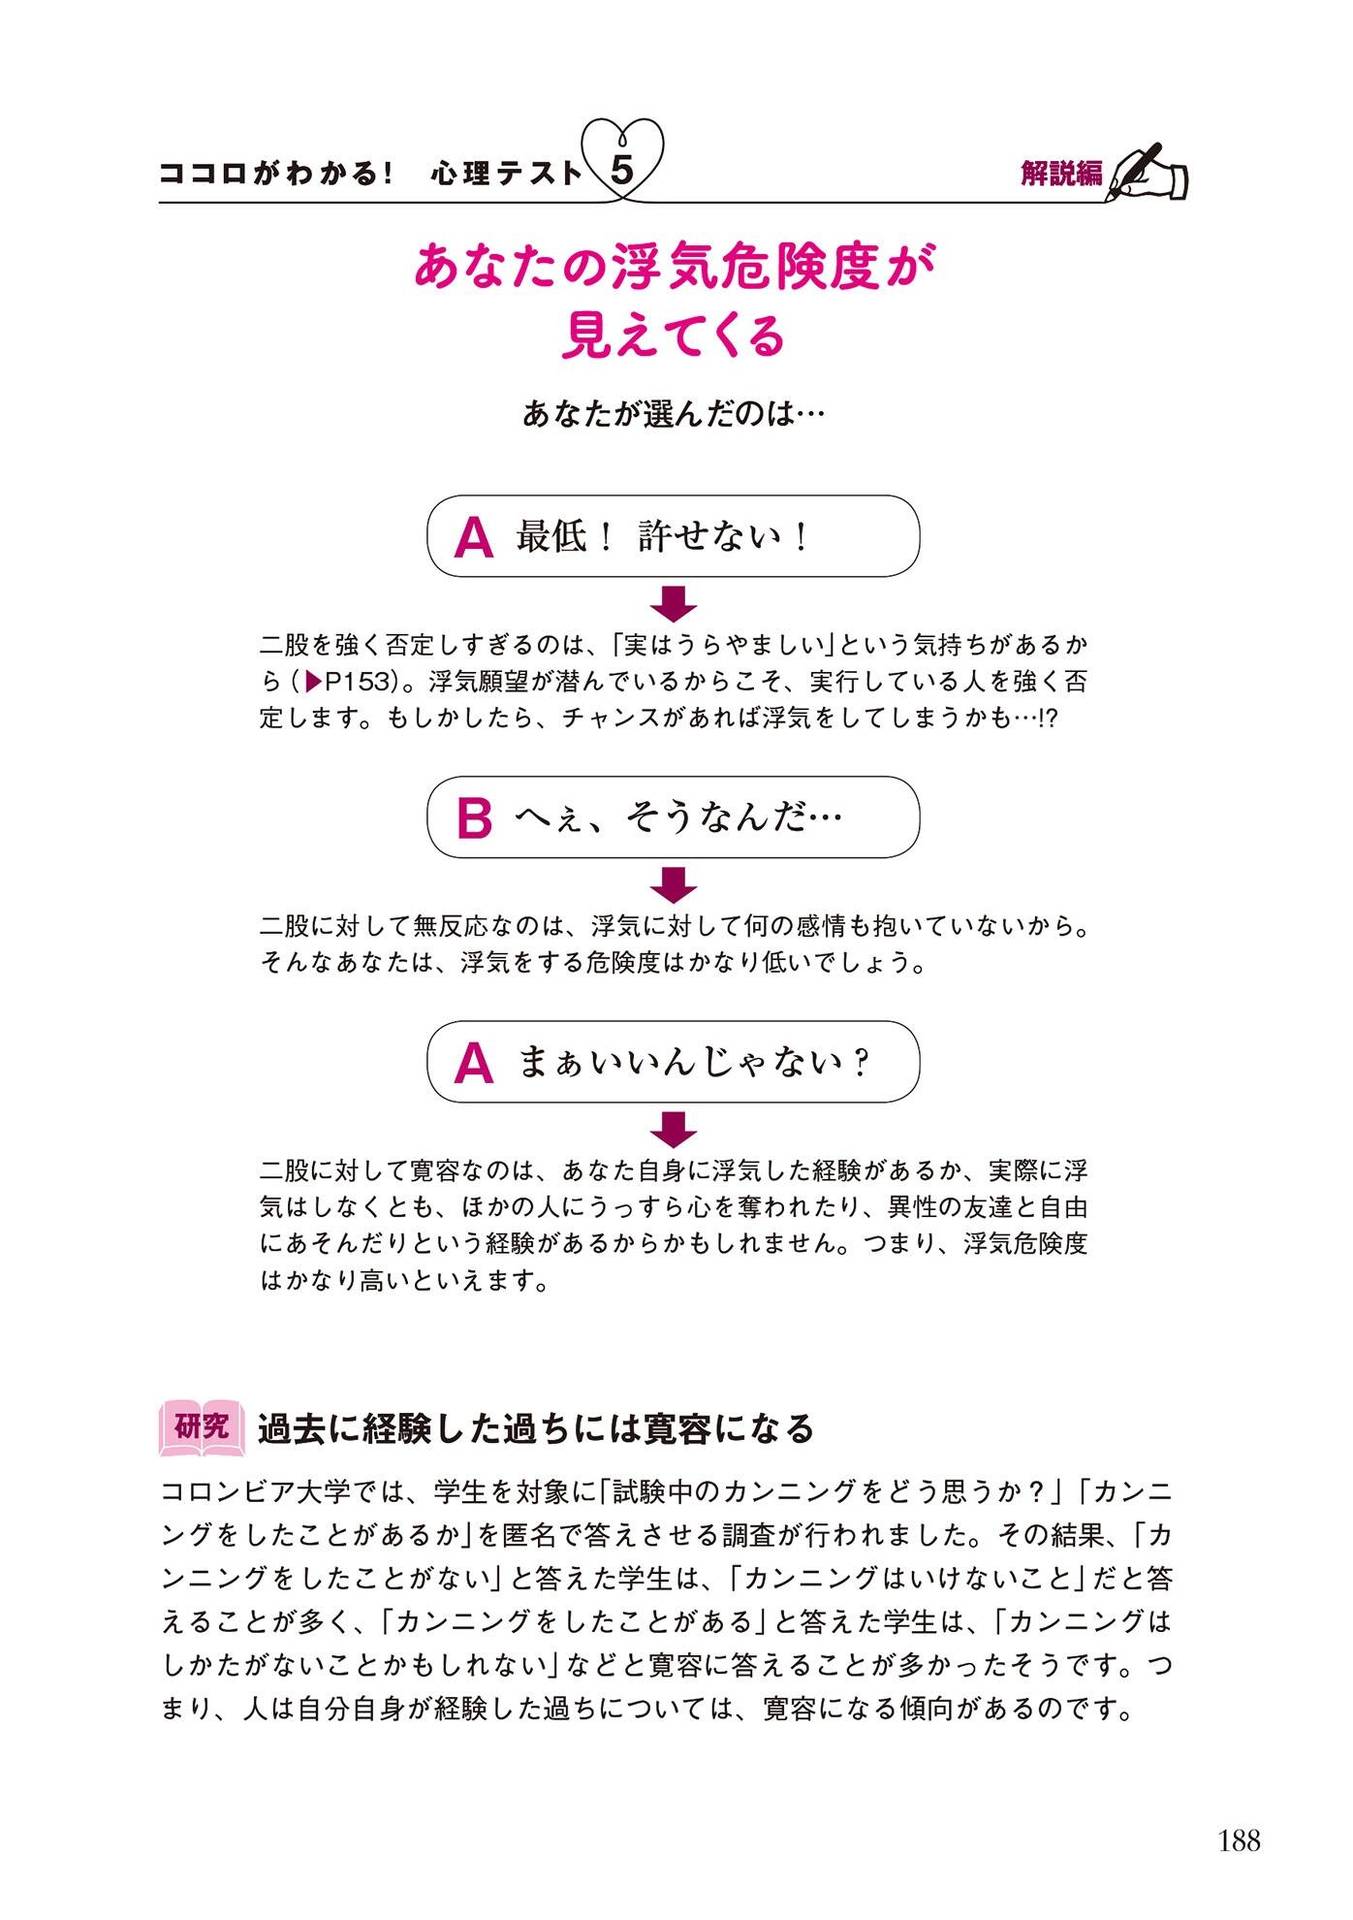 ココロがわかる! 心理テスト 5
解説編
あなたの浮気危険度が
見えてくる
あなたが選んだのは…
A 最低！ 許せない！
二股を強く否定しすぎるのは、「実はうらやましい」という気持ちがあるか
ら（▶P153）。浮気願望が潜んでいるからこそ、実行している人を強く否
定します。もしかしたら、チャンスがあれば浮気をしてしまうかも…!?
B へぇ、そうなんだ…
二股に対して無反応なのは、浮気に対して何の感情も抱いていないから。
そんなあなたは、浮気をする危険度はかなり低いでしょう。
A まぁいいんじゃない？
二股に対して寛容なのは、あなた自身に浮気した経験があるか、実際に浮
気はしなくとも、ほかの人にうっすら心を奪われたり、異性の友達と自由
にあそんだりという経験があるからかもしれません。つまり、浮気危険度
はかなり高いといえます。
研究 過去に経験した過ちには寛容になる
コロンビア大学では、学生を対象に「試験中のカンニングをどう思うか？」「カンニ
ングをしたことがあるか」を匿名で答えさせる調査が行われました。その結果、「カ
ンニングをしたことがない」と答えた学生は、「カンニングはいけないこと」だと答
えることが多く、「カンニングをしたことがある」と答えた学生は、「カンニングは
しかたがないことかもしれない」などと寛容に答えることが多かったそうです。つ
まり、人は自分自身が経験した過ちについては、寛容になる傾向があるのです。
188